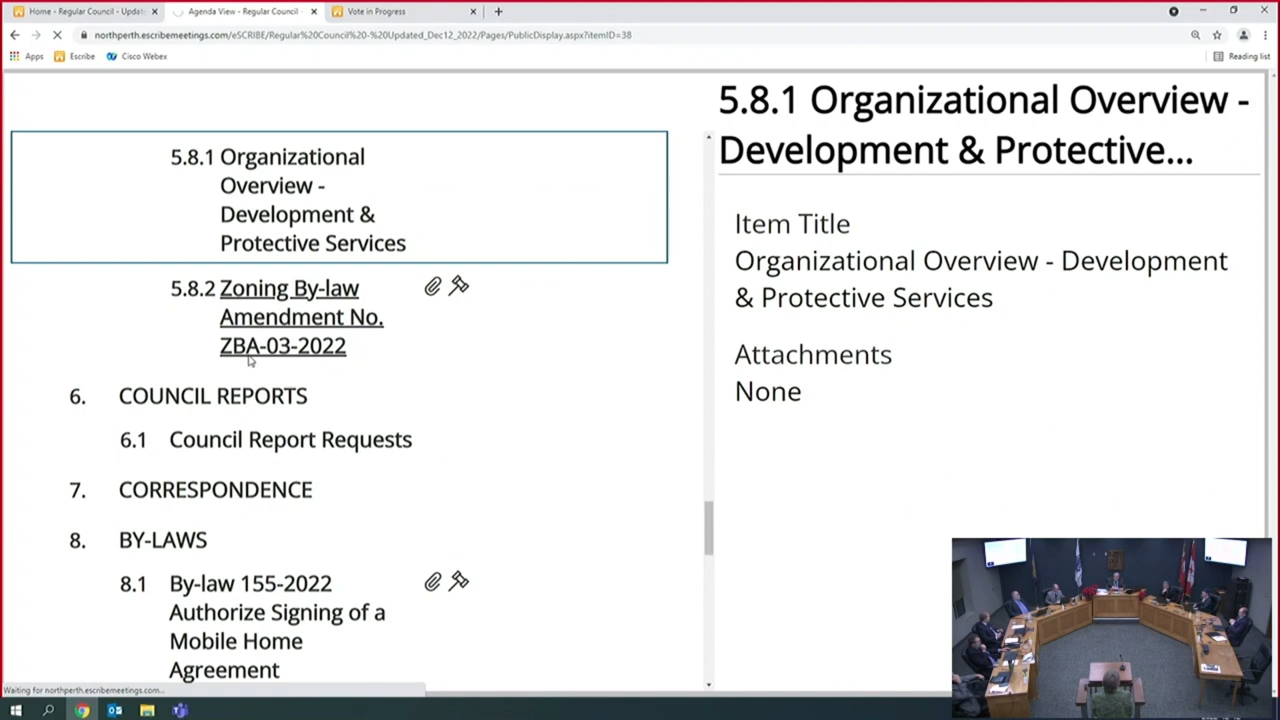 Home - Regular Council - Updat
Agenda View - Regular Council -
Vote in Progress
northperth.escribemeetings.com/eSCRIBE/Regular%20Council%20-%20Updated_Dec12_2022/Pages/PublicDisplay.aspx?itemID=38
Apps
Escribe
Cisco Webex
Reading list
5.8.1 Organizational
Overview -
Development &
Protective Services
5.8.2 Zoning By-law
Amendment No.
ZBA-03-2022
6. COUNCIL REPORTS
6.1 Council Report Requests
7. CORRESPONDENCE
8. BY-LAWS
8.1 By-law 155-2022
Authorize Signing of a
Mobile Home
Agreement
5.8.1 Organizational Overview -
Development & Protective...
Item Title
Organizational Overview - Development
& Protective Services
Attachments
None
Waiting for northperth.escribemeetings.com...